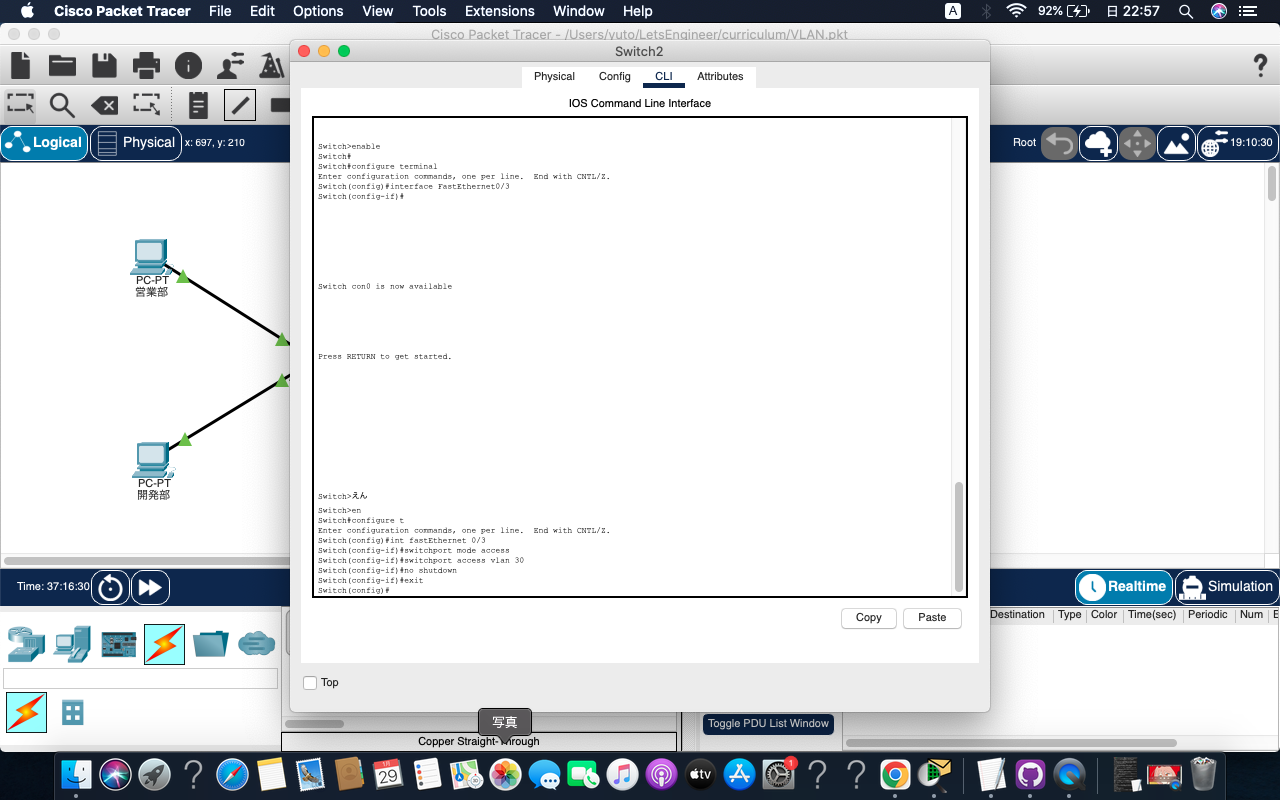 Cisco Packet Tracer File Edit Options View Tools Extensions Window Help A 92% 日 22:57
Cisco Packet Tracer - /Users/yuto/LetsEngineer/curriculum/VLAN.pkt
Switch2
Physical Config CLI Attributes
IOS Command Line Interface
Logical Physical x: 697, y: 210
Root 19:10:30
Switch>enable
Switch#
Switch#configure terminal
Enter configuration commands, one per line. End with CNTL/Z.
Switch(config)#interface FastEthernet0/3
Switch(config-if)#
Switch con0 is now available
Press RETURN to get started.
Switch>えん
Switch>en
Switch#configure t
Enter configuration commands, one per line. End with CNTL/Z.
Switch(config)#int fastEthernet 0/3
Switch(config-if)#switchport mode access
Switch(config-if)#switchport access vlan 30
Switch(config-if)#no shutdown
Switch(config-if)#exit
Switch(config)#
PC-PT
営業部
PC-PT
開発部
Copy Paste
Top
Time: 37:16:30
Realtime Simulation
Destination Type Color Time(sec) Periodic Num E
Toggle PDU List Window
写真
Copper Straight-Through
1月
29
tv
1